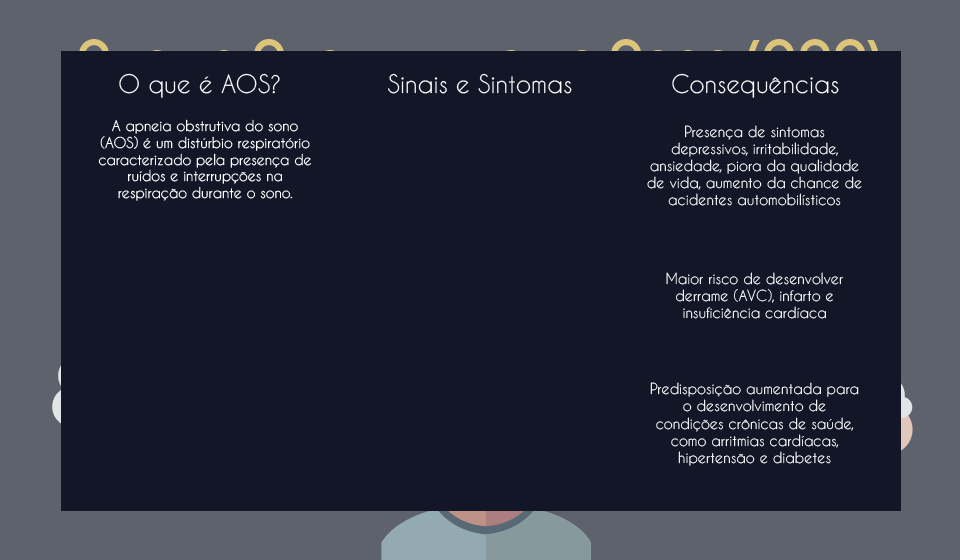 O que é AOS?
A apneia obstrutiva do sono
(AOS) é um distúrbio respiratório
caracterizado pela presença de
ruídos e interrupções na
respiração durante o sono.
Sinais e Sintomas
Consequências
Presença de sintomas
depressivos, irritabilidade,
ansiedade, piora da qualidade
de vida, aumento da chance de
acidentes automobilísticos
Maior risco de desenvolver
derrame (AVC), infarto e
insuficiência cardíaca
Predisposição aumentada para
o desenvolvimento de
condições crônicas de saúde,
como arritmias cardíacas,
hipertensão e diabetes